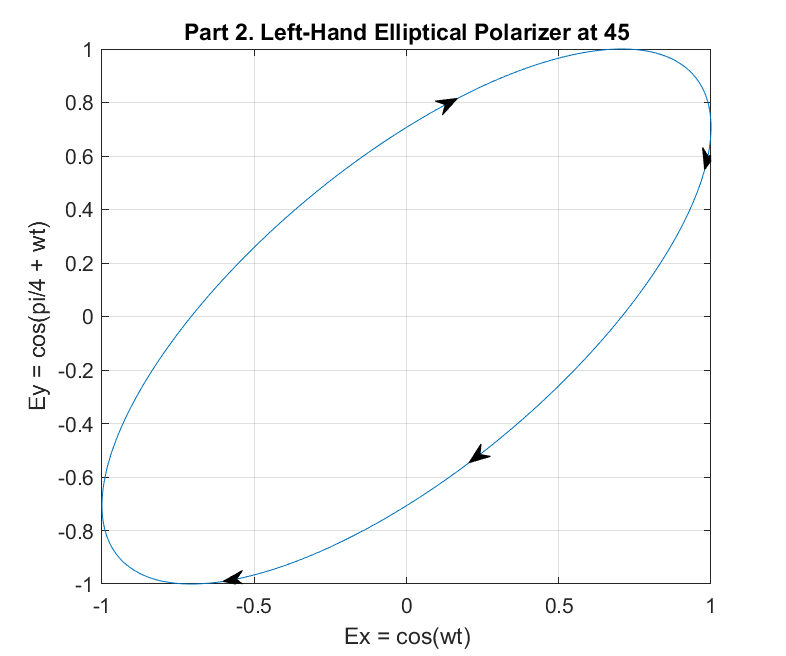 Part 2. Left-Hand Elliptical Polarizer at 45
1
0.8
0.6
0.4
0.2
0
-0.2
-0.4
-0.6
-0.8
-1
Ey = cos(pi/4 + wt)
-1 -0.5 0 0.5 1
Ex = cos(wt)